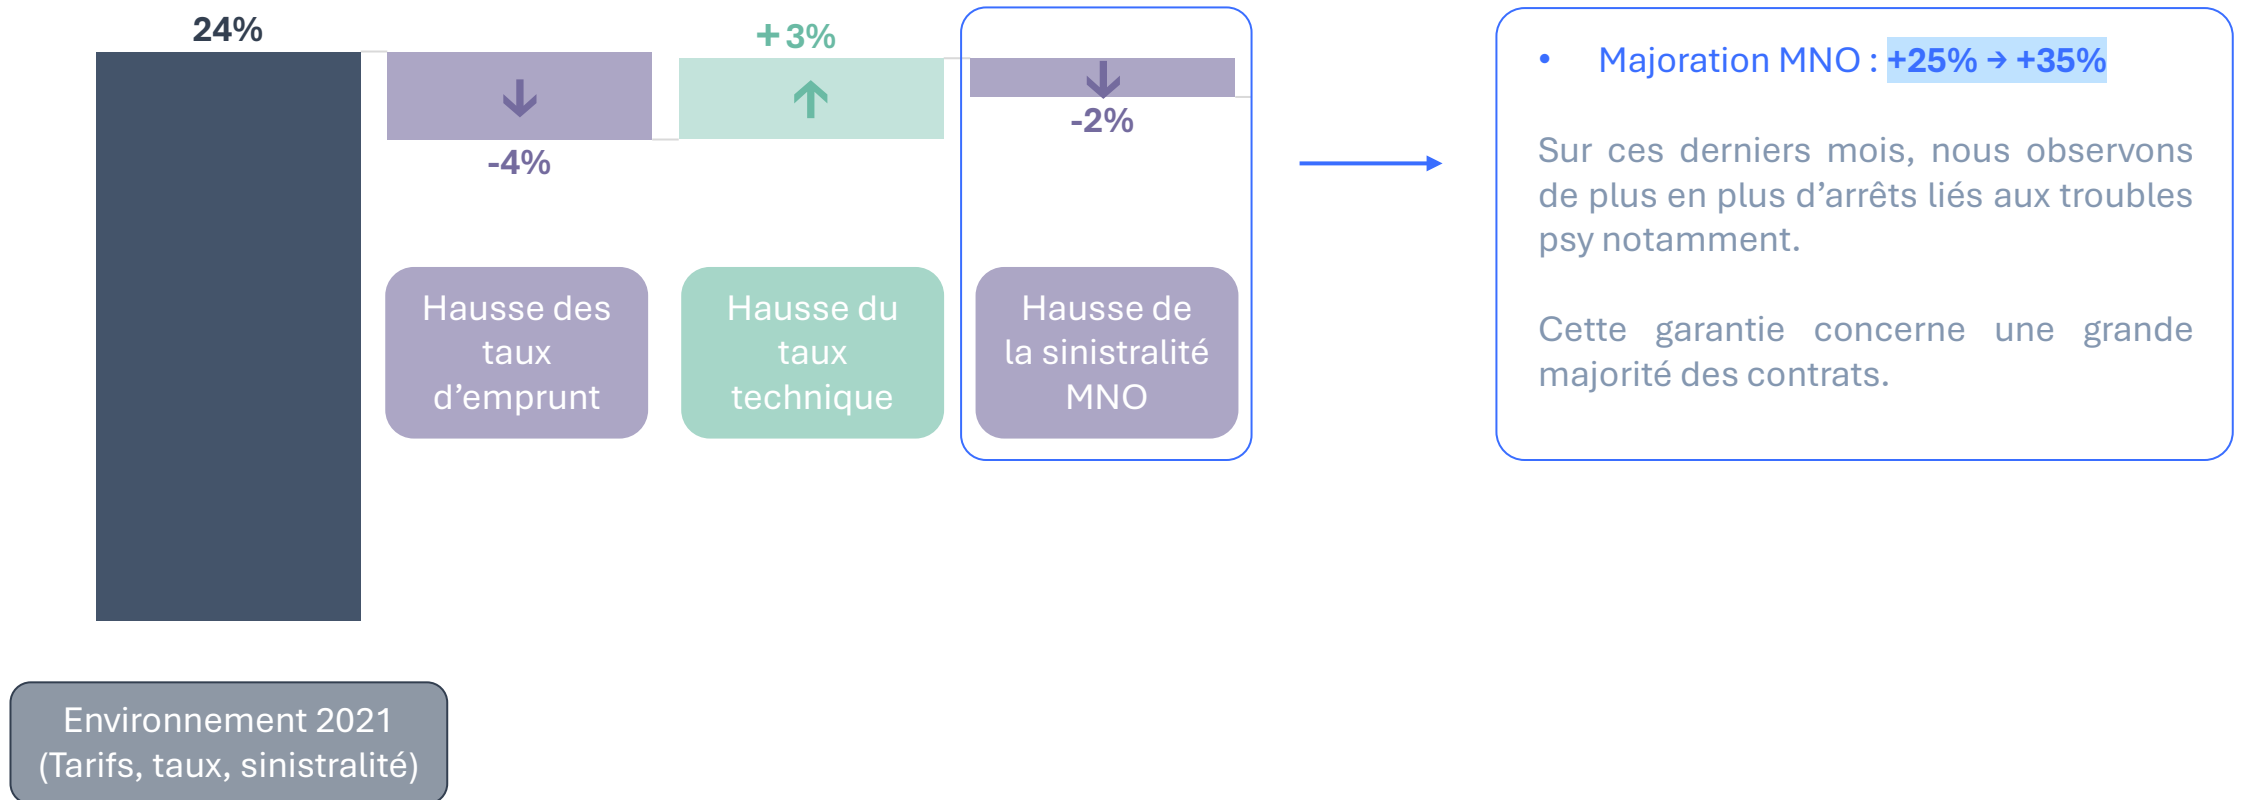 24%
-4%
+3%
-2%
Hausse des
taux
d’emprunt
Hausse du
taux
technique
Hausse de
la sinistralité
MNO
Environnement 2021
(Tarifs, taux, sinistralité)
• Majoration MNO : +25% → +35%
Sur ces derniers mois, nous observons
de plus en plus d’arrêts liés aux troubles
psy notamment.
Cette garantie concerne une grande
majorité des contrats.